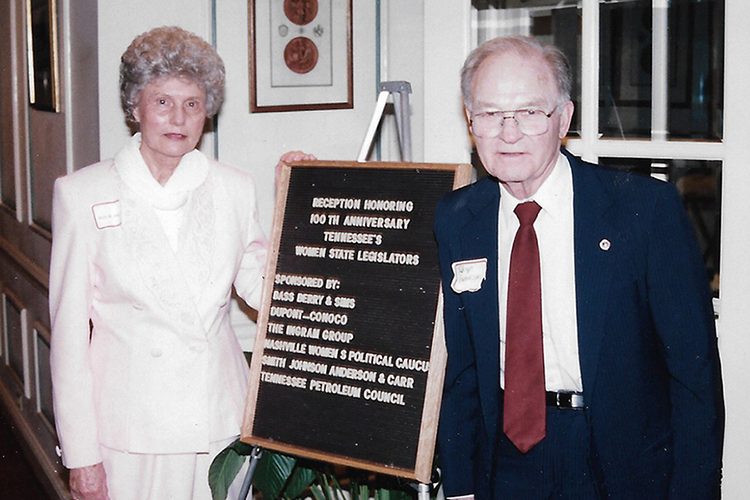 RECEPTION HONORING
100TH ANNIVERSARY
TENNESSEE'S
WOMEN STATE LEGISLATORS
SPONSORED BY:
BASS BERRY & SIMS
DUPONT—CONOCO
THE INGRAM GROUP
NASHVILLE WOMEN S POLITICAL CAUCU
SMITH JOHNSON ANDERSON & CARR
TENNESSEE PETROLEUM COUNCIL